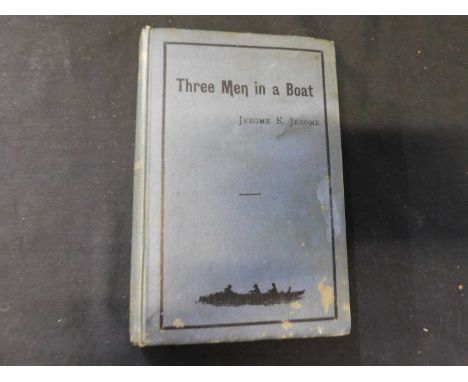 Three Men in a Boat
Jerome K. Jerome.